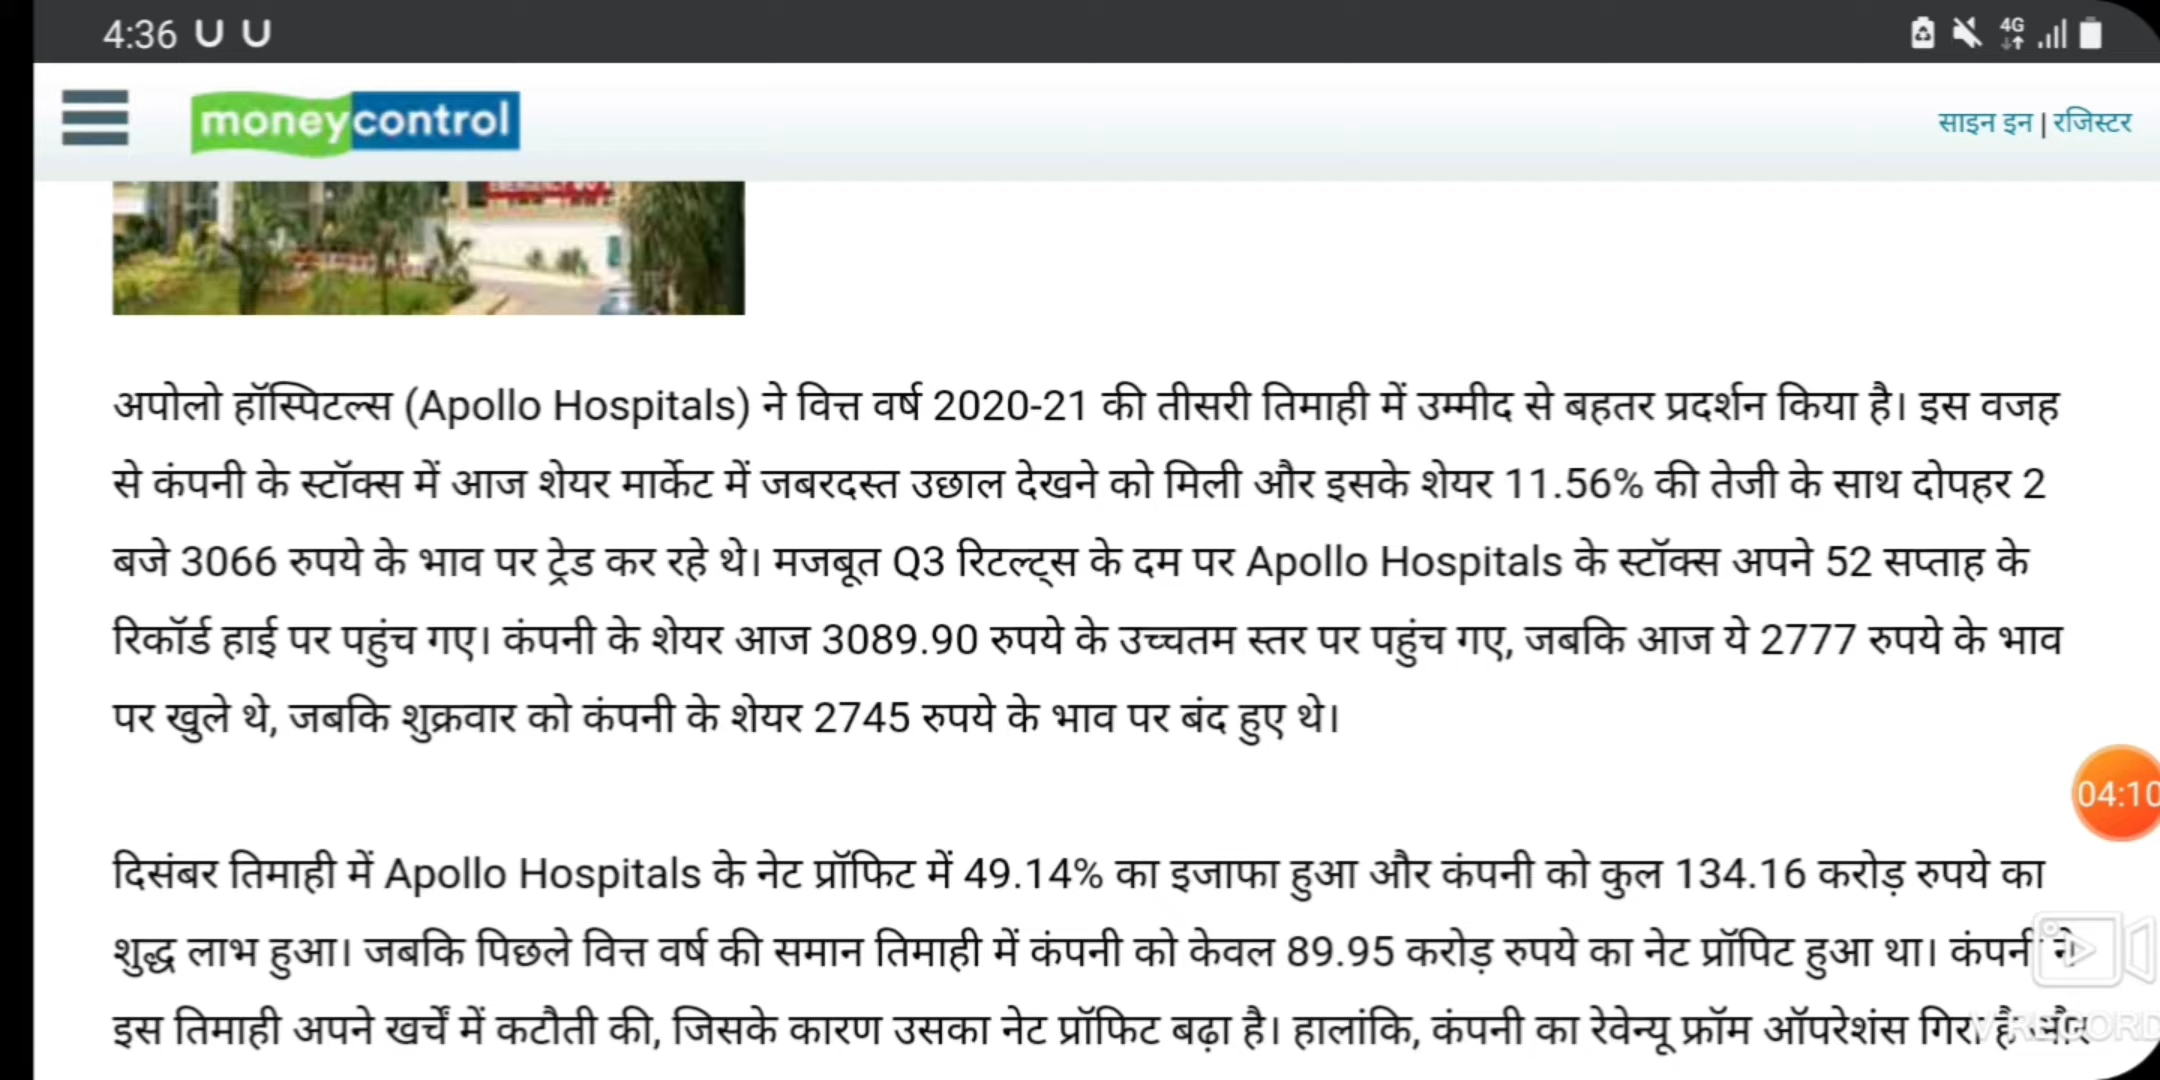 4:36
4G
moneycontrol
साइन इन | रजिस्टर
अपोलो हॉस्पिटल्स (Apollo Hospitals) ने वित्त वर्ष 2020-21 की तीसरी तिमाही में उम्मीद से बहतर प्रदर्शन किया है। इस वजह
से कंपनी के स्टॉक्स में आज शेयर मार्केट में जबरदस्त उछाल देखने को मिली और इसके शेयर 11.56% की तेजी के साथ दोपहर 2
बजे 3066 रुपये के भाव पर ट्रेड कर रहे थे। मजबूत Q3 रिटल्ट्स के दम पर Apollo Hospitals के स्टॉक्स अपने 52 सप्ताह के
रिकॉर्ड हाई पर पहुंच गए। कंपनी के शेयर आज 3089.90 रुपये के उच्चतम स्तर पर पहुंच गए, जबकि आज ये 2777 रुपये के भाव
पर खुले थे, जबकि शुक्रवार को कंपनी के शेयर 2745 रुपये के भाव पर बंद हुए थे।
04:10
दिसंबर तिमाही में Apollo Hospitals के नेट प्रॉफिट में 49.14% का इजाफा हुआ और कंपनी को कुल 134.16 करोड़ रुपये का
शुद्ध लाभ हुआ। जबकि पिछले वित्त वर्ष की समान तिमाही में कंपनी को केवल 89.95 करोड़ रुपये का नेट प्रॉपिट हुआ था। कंपनी ने
इस तिमाही अपने खर्चे में कटौती की, जिसके कारण उसका नेट प्रॉफिट बढ़ा है। हालांकि, कंपनी का रेवेन्यू फ्रॉम ऑपरेशंस गिरा है और